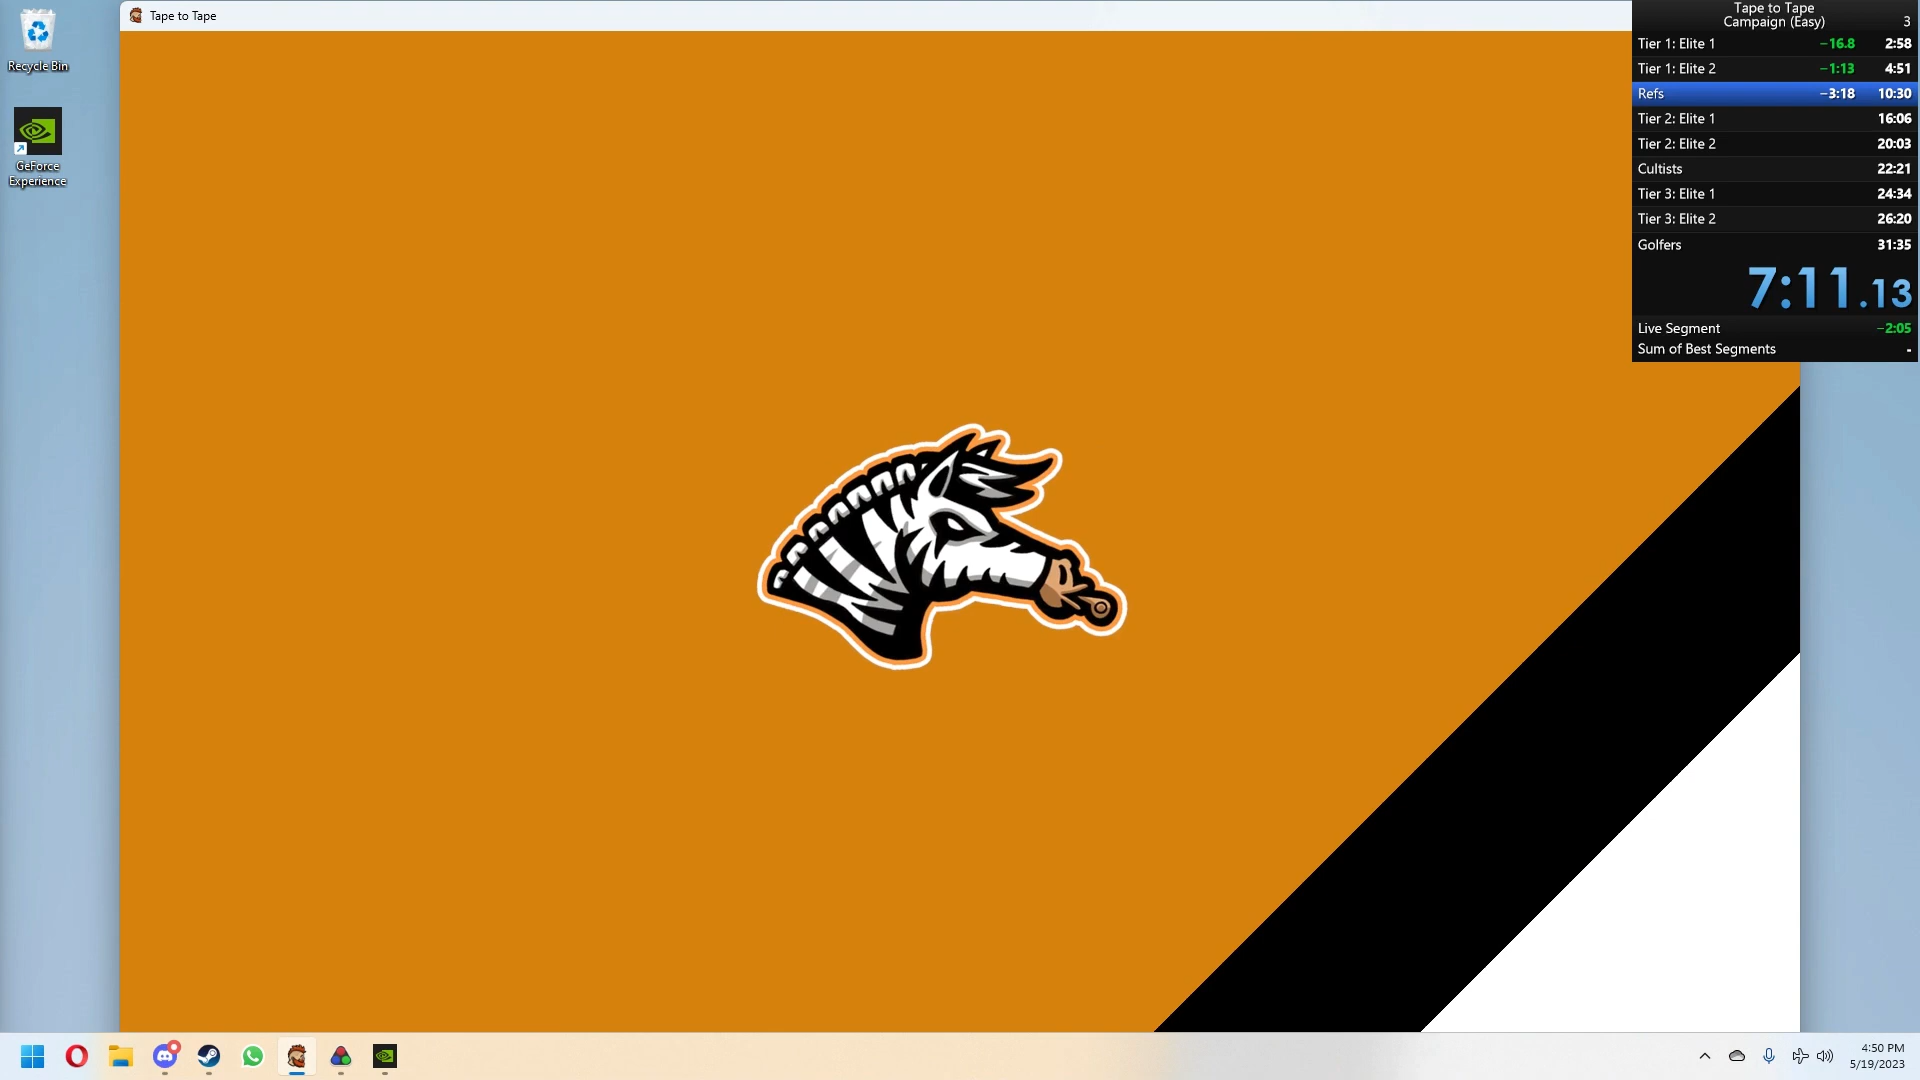 Recycle Bin
GeForce
Experience
Tape to Tape
Tape to Tape
Campaign (Easy) 3
Tier 1: Elite 1 −16.8 2:58
Tier 1: Elite 2 −1:13 4:51
Refs −3:18 10:30
Tier 2: Elite 1 16:06
Tier 2: Elite 2 20:03
Cultists 22:21
Tier 3: Elite 1 24:34
Tier 3: Elite 2 26:20
Golfers 31:35
7:11.13
Live Segment −2:05
Sum of Best Segments -
4:50 PM
5/19/2023